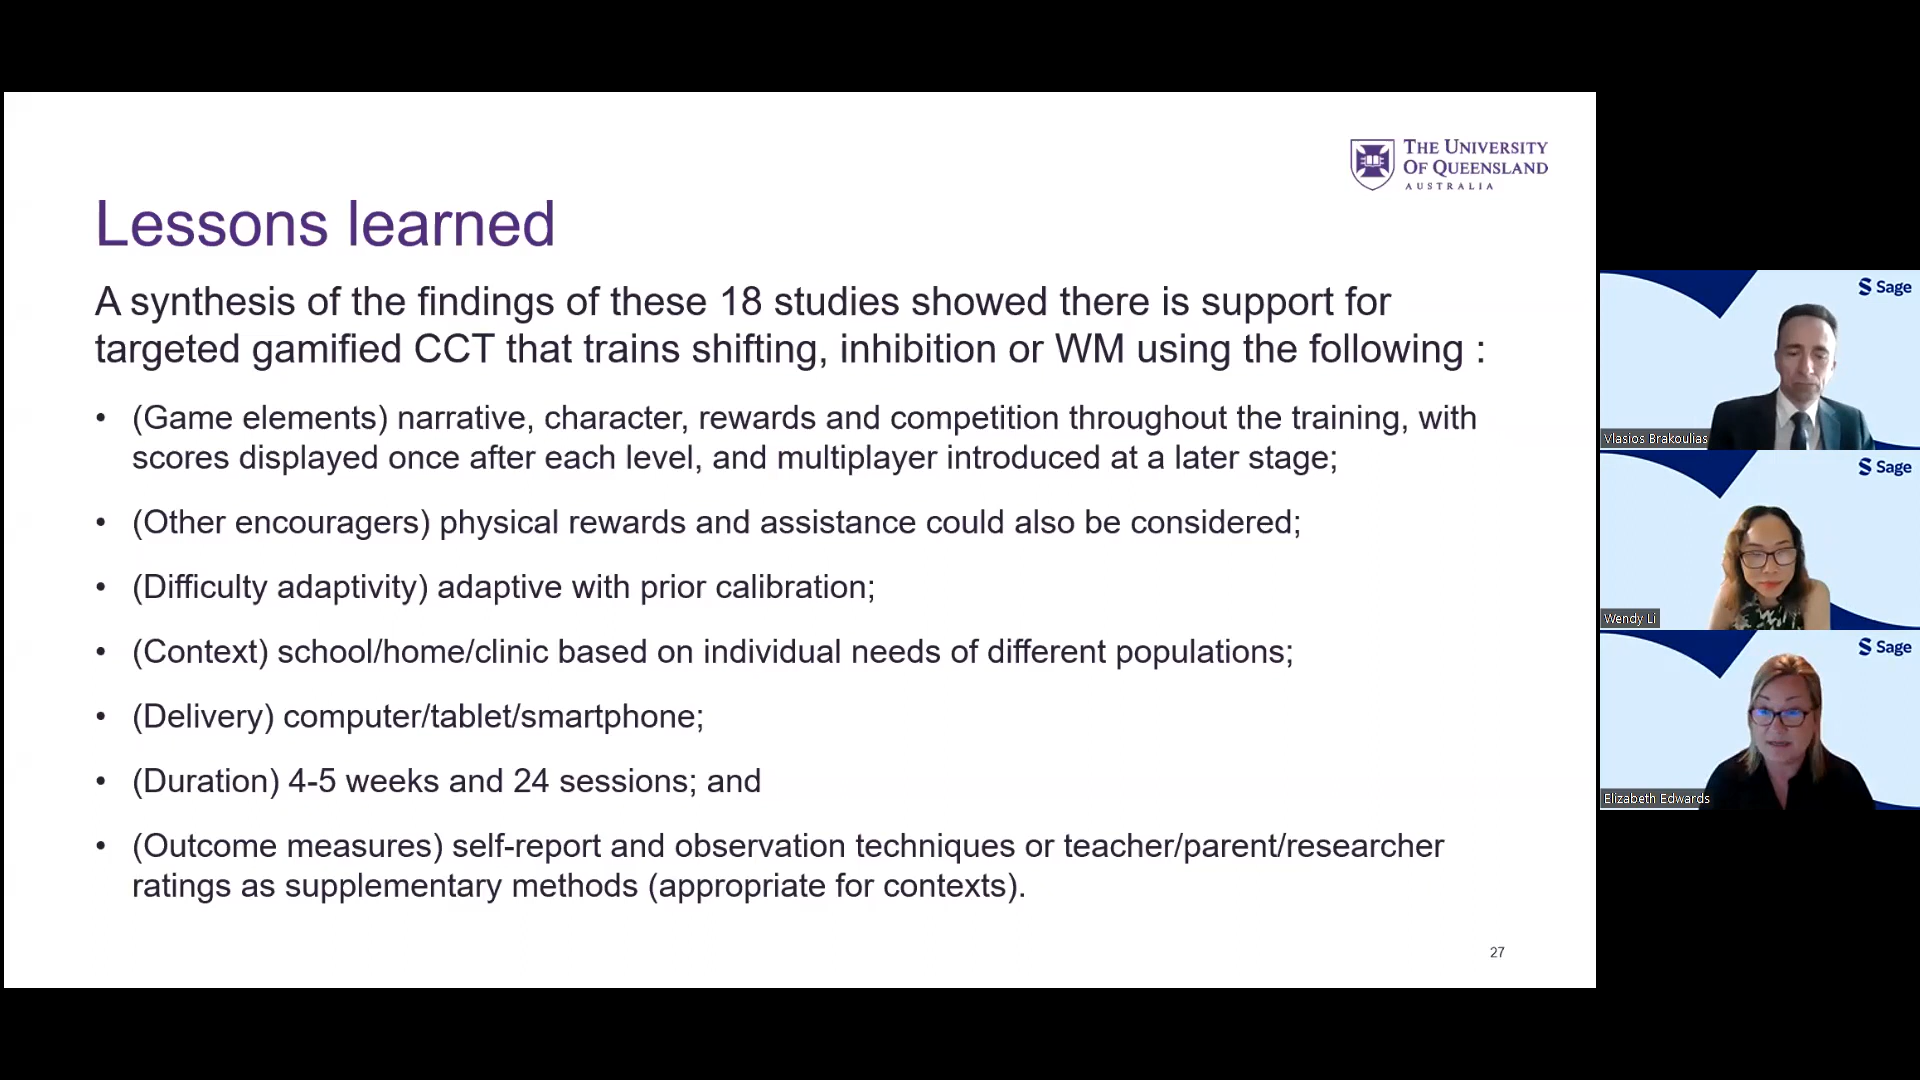 THE UNIVERSITY
OF QUEENSLAND
AUSTRALIA
Lessons learned
A synthesis of the findings of these 18 studies showed there is support for
targeted gamified CCT that trains shifting, inhibition or WM using the following :
• (Game elements) narrative, character, rewards and competition throughout the training, with
scores displayed once after each level, and multiplayer introduced at a later stage;
• (Other encouragers) physical rewards and assistance could also be considered;
• (Difficulty adaptivity) adaptive with prior calibration;
• (Context) school/home/clinic based on individual needs of different populations;
• (Delivery) computer/tablet/smartphone;
• (Duration) 4-5 weeks and 24 sessions; and
• (Outcome measures) self-report and observation techniques or teacher/parent/researcher
ratings as supplementary methods (appropriate for contexts).
27
Sage
Vlasios Brakoulias
Sage
Wendy Li
Sage
Elizabeth Edwards